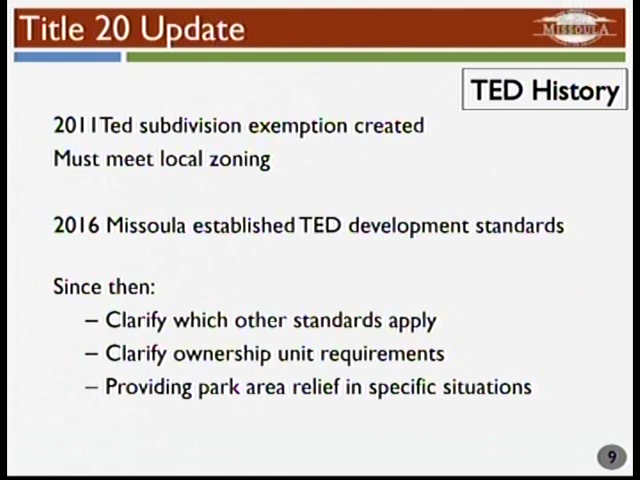 Title 20 Update
MISSOULA
TED History
2011Ted subdivision exemption created
Must meet local zoning
2016 Missoula established TED development standards
Since then:
– Clarify which other standards apply
– Clarify ownership unit requirements
– Providing park area relief in specific situations
9